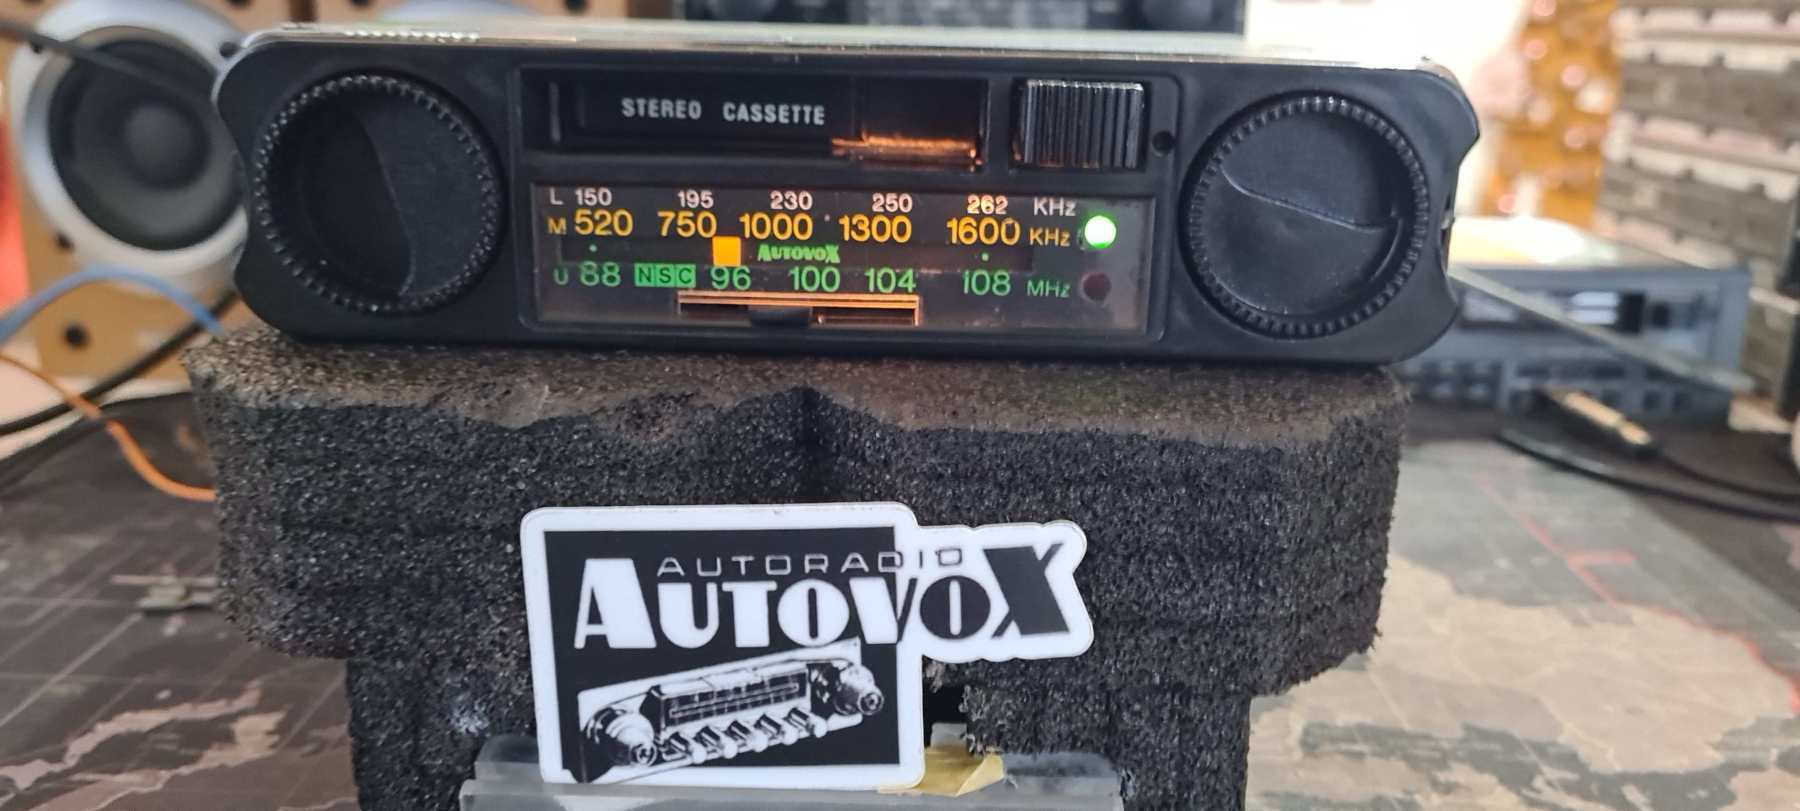 STEREO CASSETTE
L 150 195 230 250 262 KHz
M 520 750 1000 1300 1600 KHz
AUTOVOX
U 88 NSC 96 100 104 108 MHz
AUTORADIO
AUTOVOX